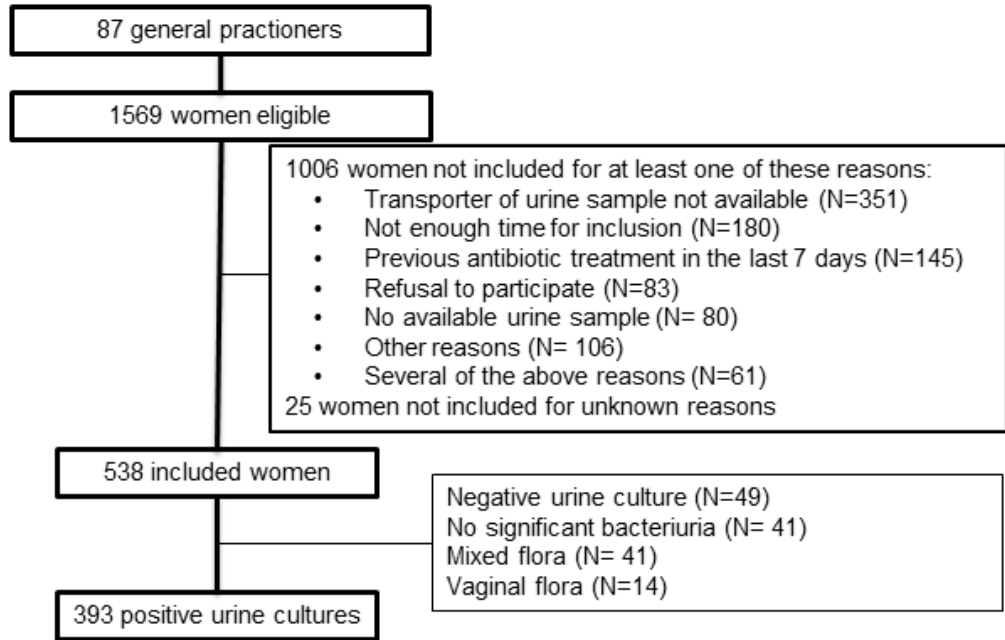 87 general practioners
1569 women eligible
1006 women not included for at least one of these reasons:
• Transporter of urine sample not available (N=351)
• Not enough time for inclusion (N=180)
• Previous antibiotic treatment in the last 7 days (N=145)
• Refusal to participate (N=83)
• No available urine sample (N= 80)
• Other reasons (N= 106)
• Several of the above reasons (N=61)
25 women not included for unknown reasons
538 included women
Negative urine culture (N=49)
No significant bacteriuria (N= 41)
Mixed flora (N= 41)
Vaginal flora (N=14)
393 positive urine cultures